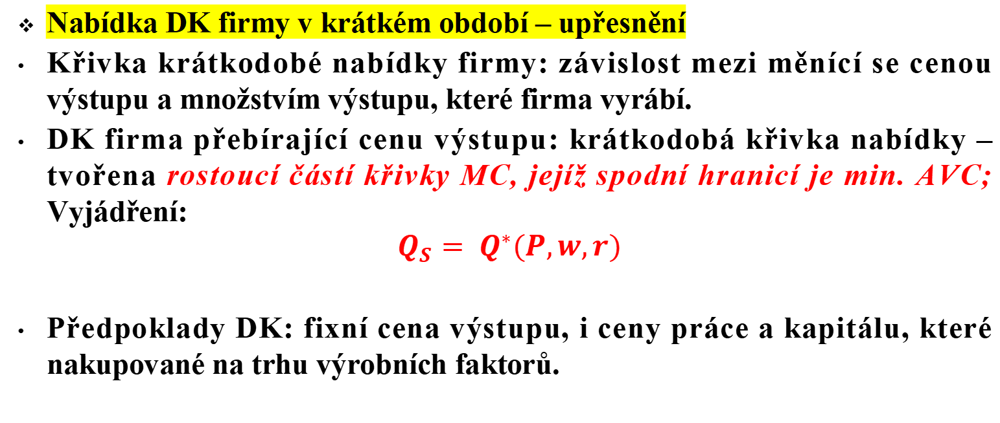 ❖ Nabídka DK firmy v krátkém období – upřesnění
• Křivka krátkodobé nabídky firmy: závislost mezi měnící se cenou
výstupu a množstvím výstupu, které firma vyrábí.
• DK firma přebírající cenu výstupu: krátkodobá křivka nabídky –
tvořena rostoucí částí křivky MC, jejíž spodní hranicí je min. AVC;
Vyjádření:
Q_S = Q*(P, w, r)
• Předpoklady DK: fixní cena výstupu, i ceny práce a kapitálu, které
nakupované na trhu výrobních faktorů.